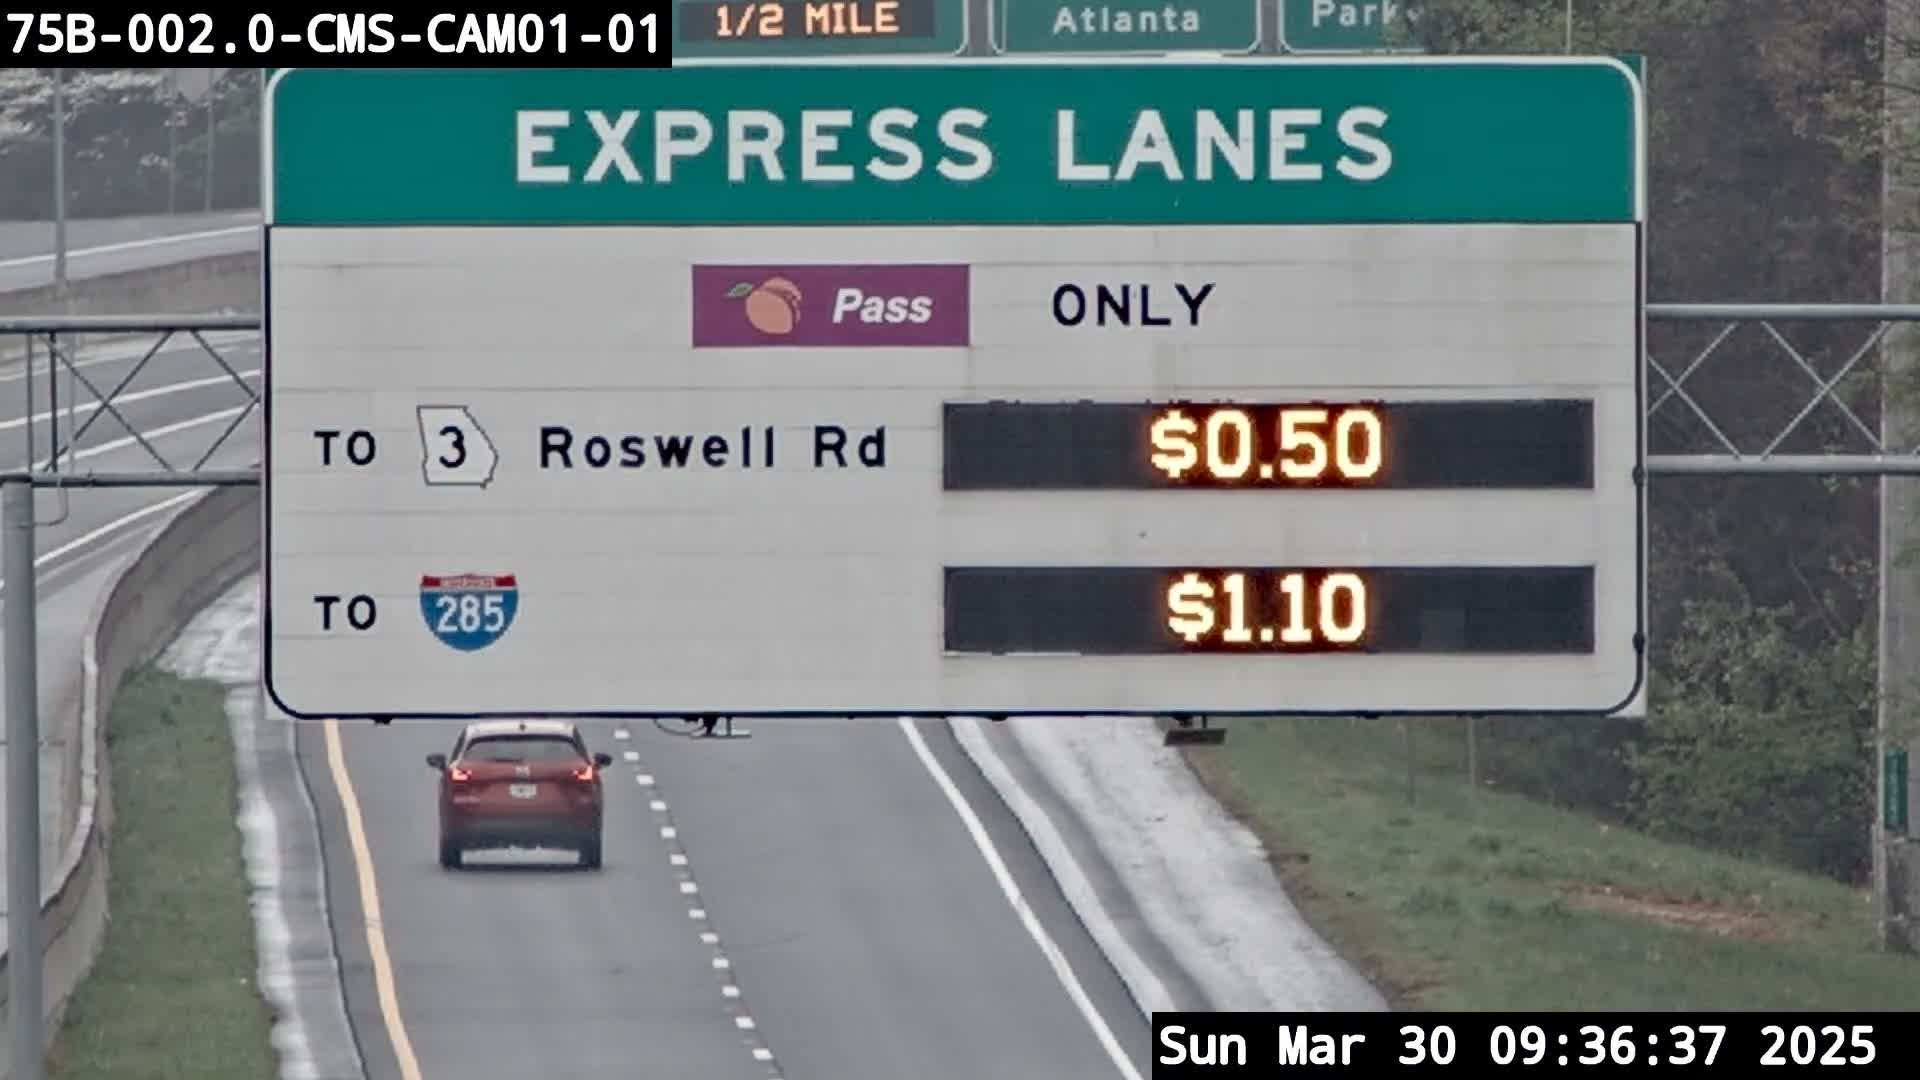 75B-002.0-CMS-CAM01-01
1/2 MILE
Atlanta
Park
EXPRESS LANES
Pass ONLY
TO 3 Roswell Rd $0.50
TO 285 $1.10
Sun Mar 30 09:36:37 2025